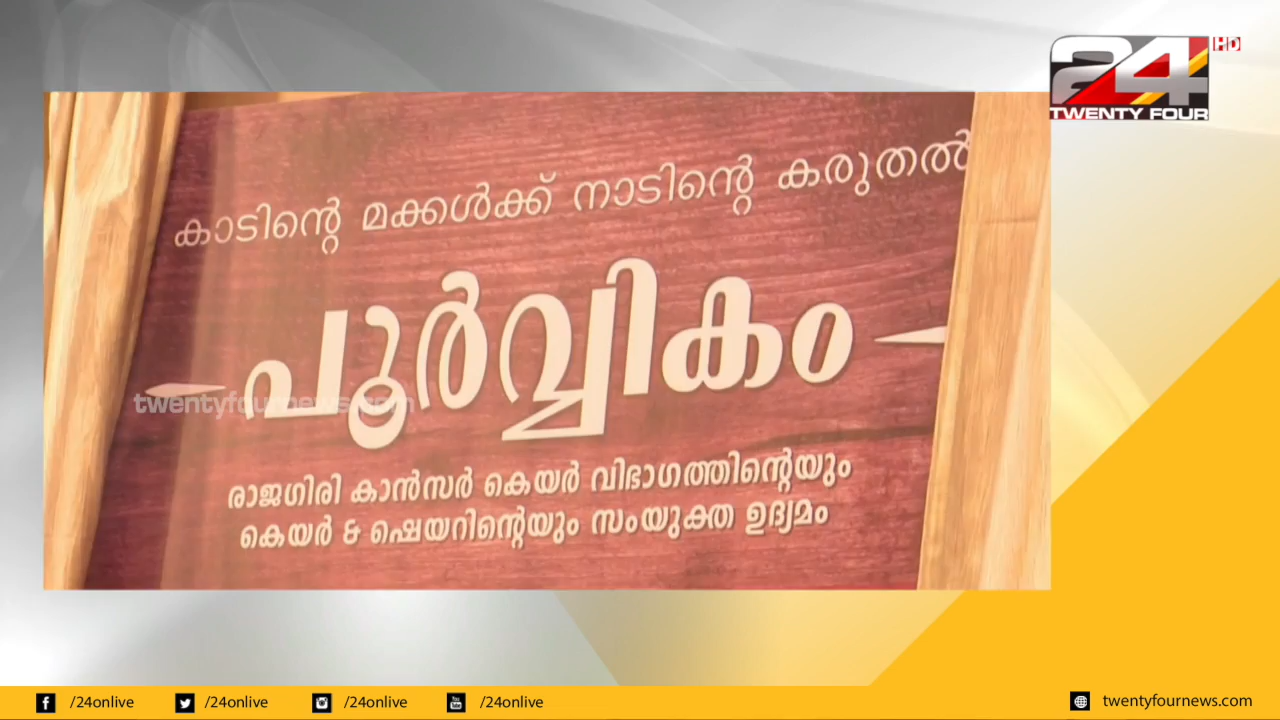 24 HD
TWENTY FOUR
കാടിന്റെ മക്കൾക്ക് നാടിന്റെ കരുതൽ
പൂർവ്വികം
twentyfournews.com
രാജഗിരി കാൻസർ കെയർ വിഭാഗത്തിന്റെയും
കെയർ & ഷെയറിന്റെയും സംയുക്ത ഉദ്യമം
/24onlive /24onlive /24onlive /24onlive twentyfournews.com